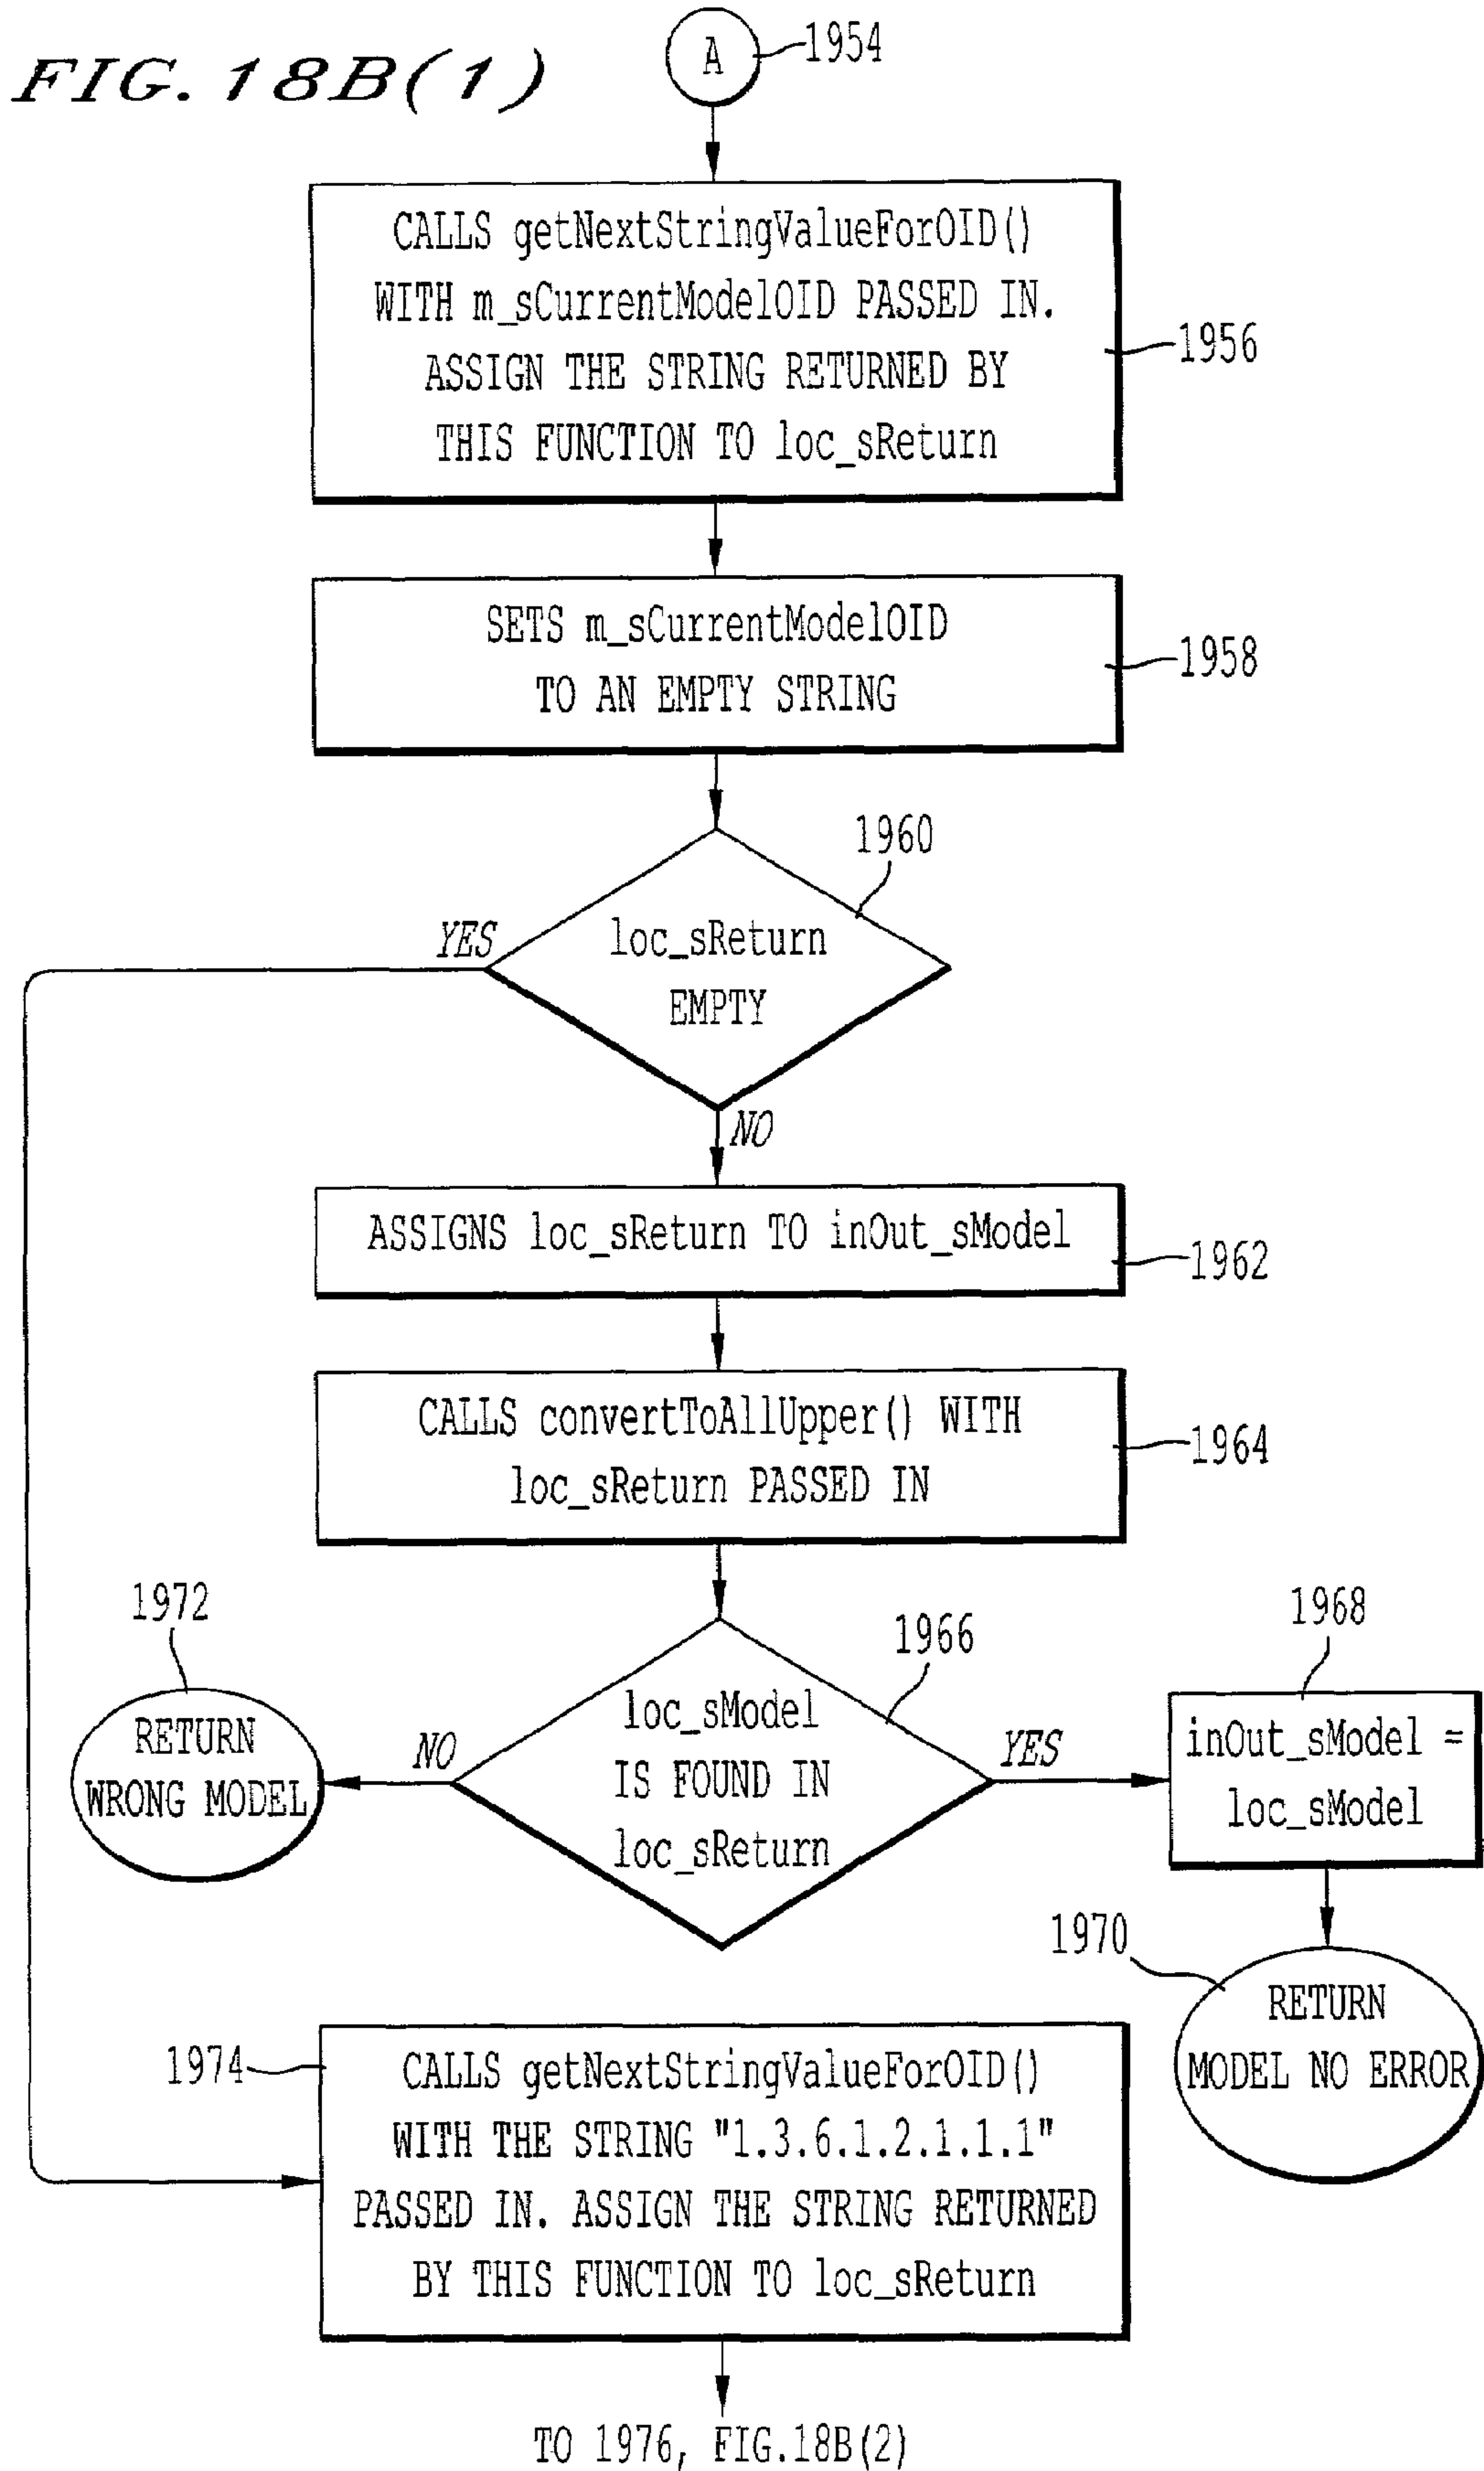 FIG. 18B(1)
A
1954
CALLS getNextStringValueForOID()
WITH m_sCurrentModelOID PASSED IN.
ASSIGN THE STRING RETURNED BY
THIS FUNCTION TO loc_sReturn
1956
SETS m_sCurrentModelOID
TO AN EMPTY STRING
1958
1960
YES
loc_sReturn
EMPTY
NO
ASSIGNS loc_sReturn TO inOut_sModel
1962
CALLS convertToAllUpper() WITH
loc_sReturn PASSED IN
1964
1972
RETURN
WRONG MODEL
NO
1966
loc_sModel
IS FOUND IN
loc_sReturn
YES
1968
inOut_sModel =
loc_sModel
1970
RETURN
MODEL NO ERROR
1974
CALLS getNextStringValueForOID()
WITH THE STRING "1.3.6.1.2.1.1.1"
PASSED IN. ASSIGN THE STRING RETURNED
BY THIS FUNCTION TO loc_sReturn
TO 1976, FIG.18B(2)